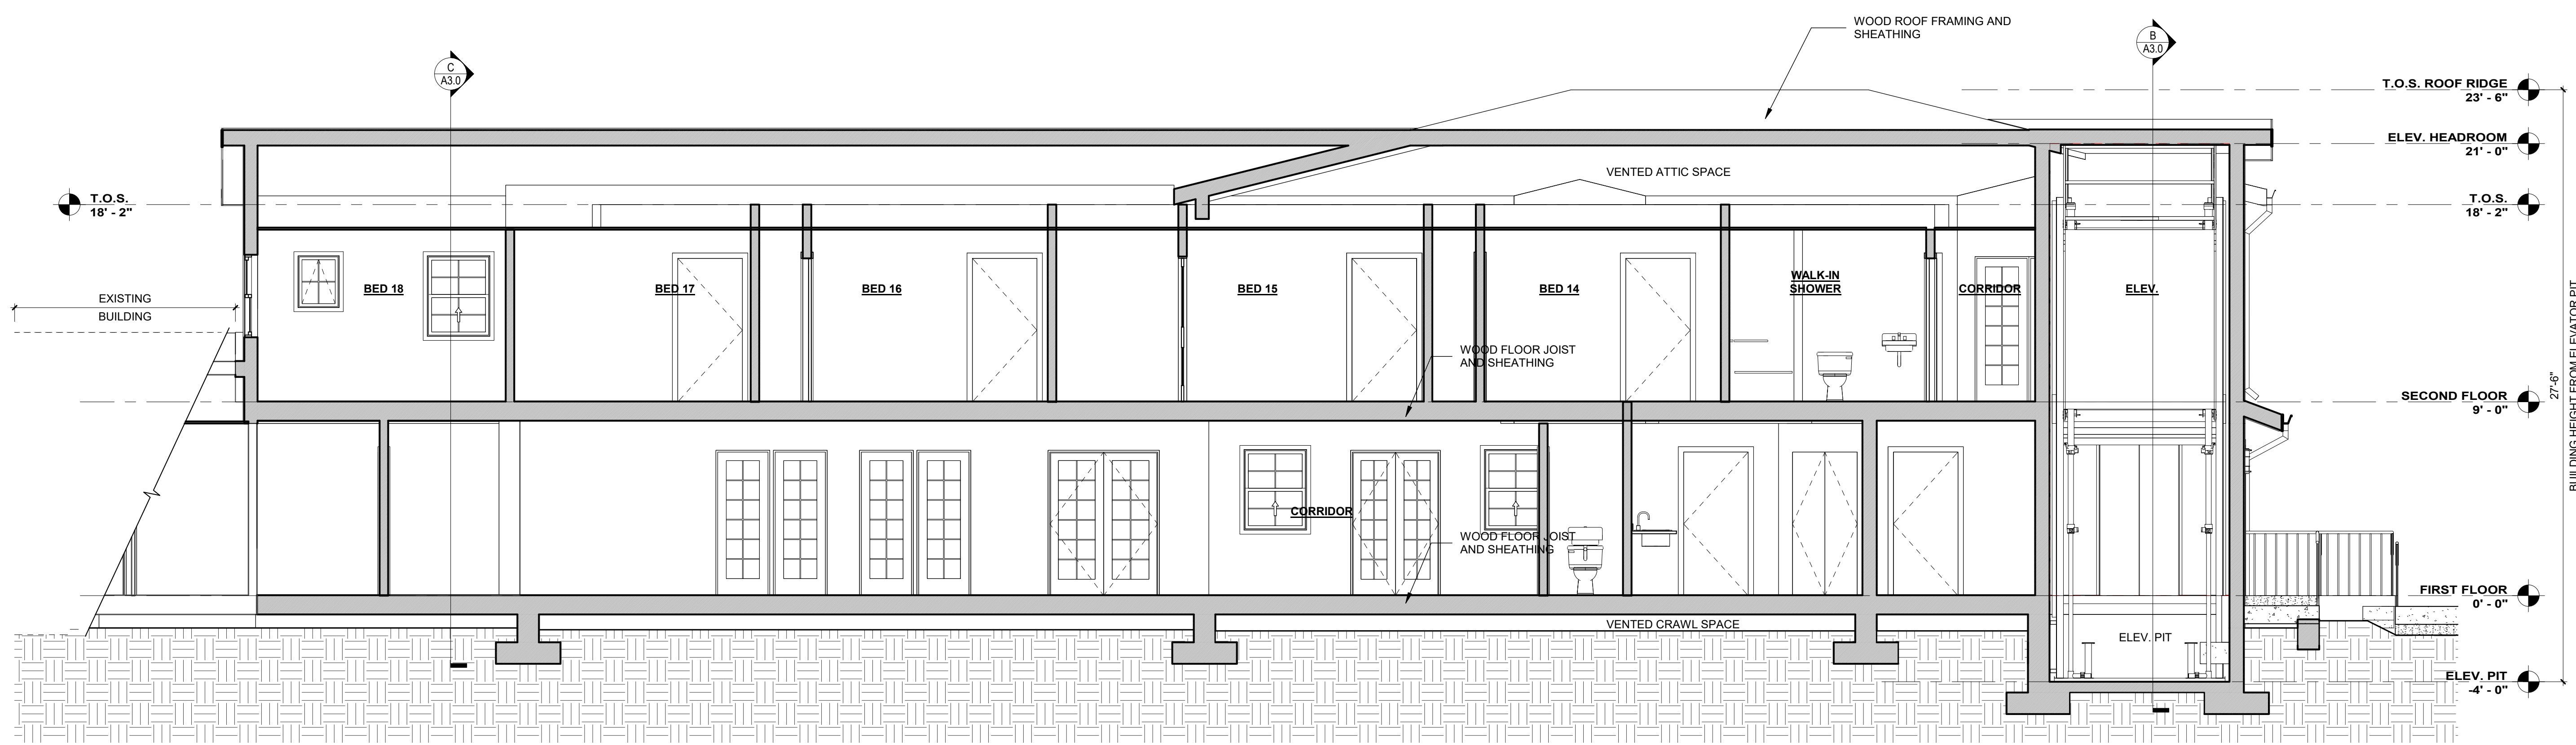 WOOD ROOF FRAMING AND
SHEATHING
C
A3.0
B
A3.0
T.O.S. ROOF RIDGE
23' - 6"
ELEV. HEADROOM
21' - 0"
VENTED ATTIC SPACE
T.O.S.
18' - 2"
T.O.S.
18' - 2"
EXISTING
BUILDING
BED 18
BED 17
BED 16
BED 15
BED 14
WALK-IN
SHOWER
CORRIDOR
ELEV.
WOOD FLOOR JOIST
AND SHEATHING
SECOND FLOOR
9' - 0"
27'-6"
BUILDING HEIGHT FROM ELEVATOR PIT
CORRIDOR
WOOD FLOOR JOIST
AND SHEATHING
FIRST FLOOR
0' - 0"
VENTED CRAWL SPACE
ELEV. PIT
ELEV. PIT
-4' - 0"